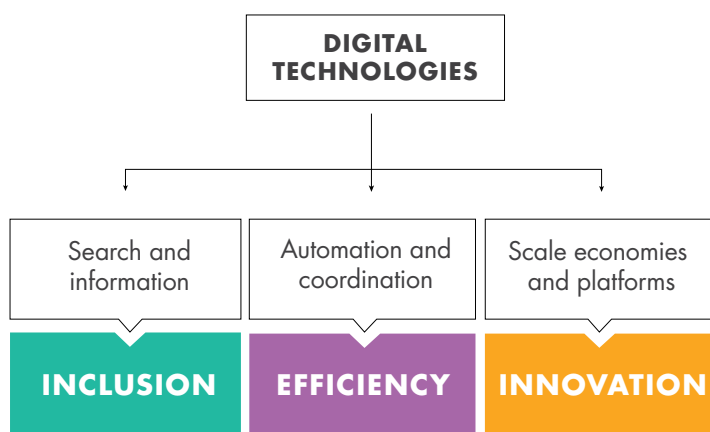 DIGITAL
TECHNOLOGIES
Search and
information
Automation and
coordination
Scale economies
and platforms
INCLUSION
EFFICIENCY
INNOVATION